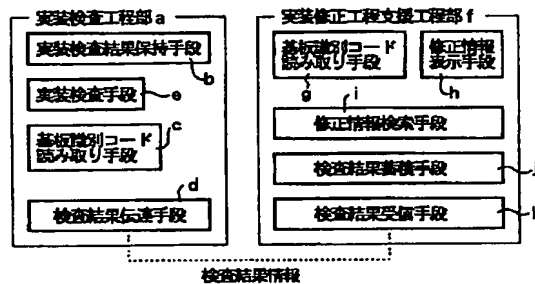 実装検査工程部 a
実装検査結果保持手段
b
実装検査手段
e
基板識別コード
読み取り手段
c
検査結果伝達手段
d
実装修正工程支援工程部 f
基板識別コード
読み取り手段
g
修正情報
表示手段
h
修正情報検索手段
i
検査結果蓄積手段
j
検査結果受信手段
検査結果情報